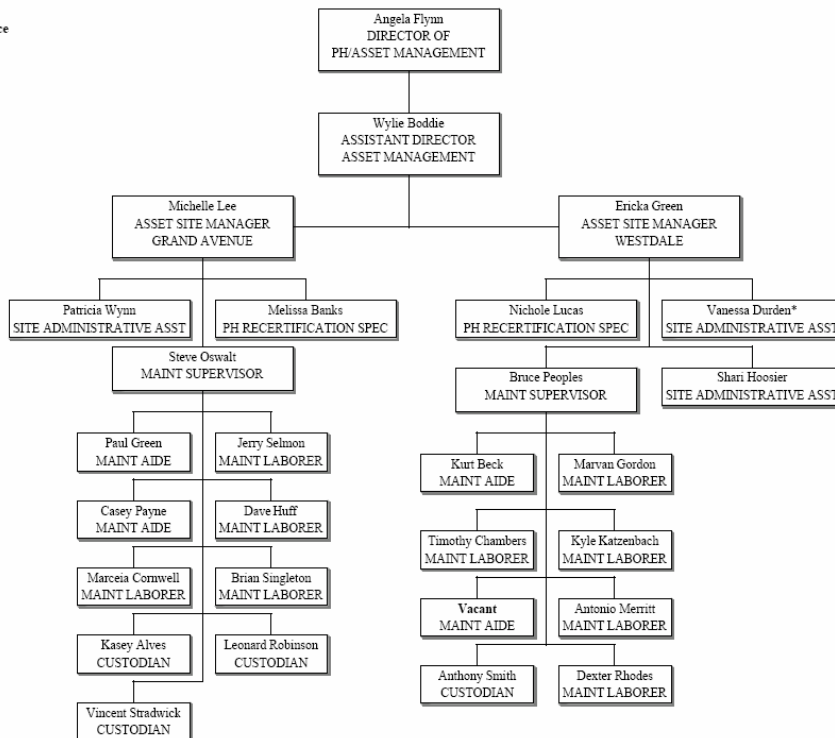 ce
Angela Flynn
DIRECTOR OF
PH/ASSET MANAGEMENT
Wylie Boddie
ASSISTANT DIRECTOR
ASSET MANAGEMENT
Michelle Lee
ASSET SITE MANAGER
GRAND AVENUE
Ericka Green
ASSET SITE MANAGER
WESTDALE
Patricia Wynn
SITE ADMINISTRATIVE ASST
Melissa Banks
PH RECERTIFICATION SPEC
Nichole Lucas
PH RECERTIFICATION SPEC
Vanessa Durden*
SITE ADMINISTRATIVE ASST
Steve Oswalt
MAINT SUPERVISOR
Bruce Peoples
MAINT SUPERVISOR
Shari Hoosier
SITE ADMINISTRATIVE ASST
Paul Green
MAINT AIDE
Jerry Selmon
MAINT LABORER
Kurt Beck
MAINT AIDE
Marvan Gordon
MAINT LABORER
Casey Payne
MAINT AIDE
Dave Huff
MAINT LABORER
Timothy Chambers
MAINT LABORER
Kyle Katzenbach
MAINT LABORER
Marceia Cornwell
MAINT LABORER
Brian Singleton
MAINT LABORER
Vacant
MAINT AIDE
Antonio Merritt
MAINT LABORER
Kasey Alves
CUSTODIAN
Leonard Robinson
CUSTODIAN
Anthony Smith
CUSTODIAN
Dexter Rhodes
MAINT LABORER
Vincent Stradwick
CUSTODIAN